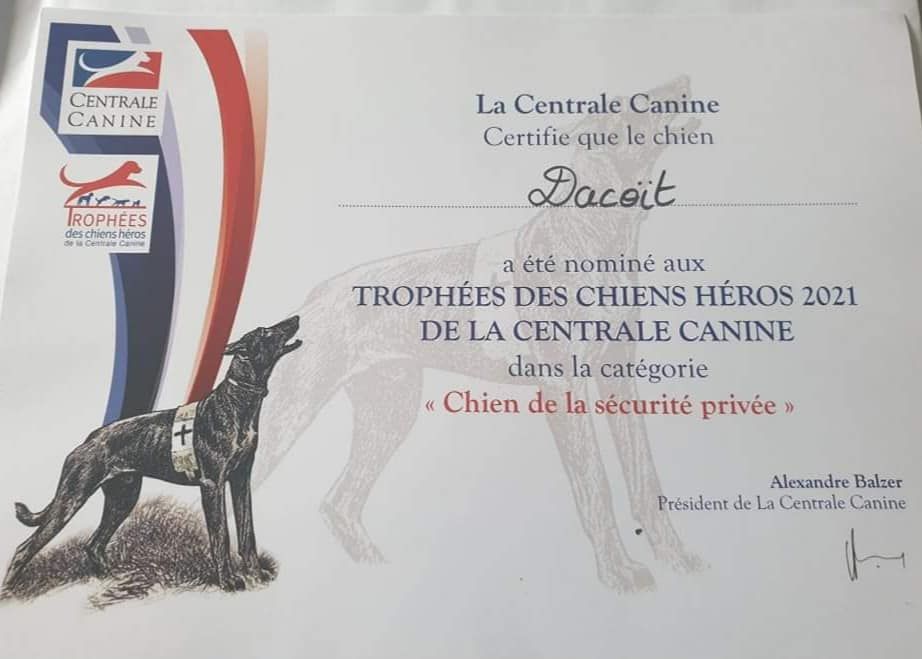 CENTRALE
CANINE
TROPHÉES
des chiens héros
de la Centrale Canine
La Centrale Canine
Certifie que le chien
Dacoït
a été nominé aux
TROPHÉES DES CHIENS HÉROS 2021
DE LA CENTRALE CANINE
dans la catégorie
« Chien de la sécurité privée »
Alexandre Balzer
Président de La Centrale Canine